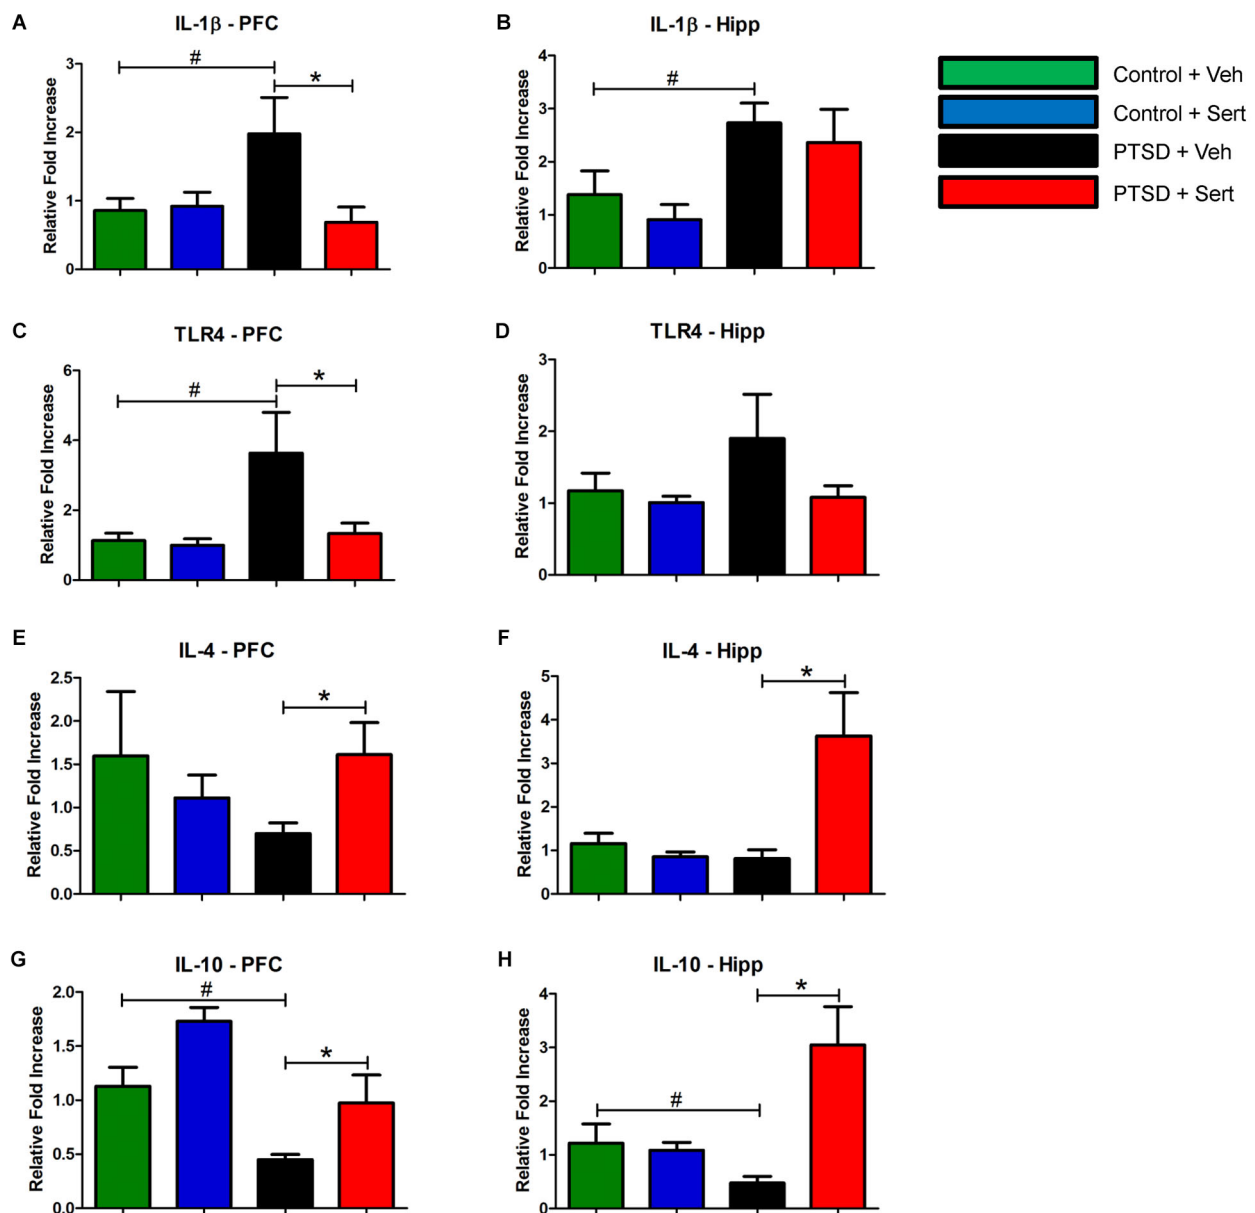 A
IL-1β - PFC
Relative Fold Increase
3
2
1
0
#
*
B
IL-1β - Hipp
Relative Fold Increase
4
3
2
1
0
#
Control + Veh
Control + Sert
PTSD + Veh
PTSD + Sert
C
TLR4 - PFC
Relative Fold Increase
6
4
2
0
#
*
D
TLR4 - Hipp
Relative Fold Increase
3
2
1
0
E
IL-4 - PFC
Relative Fold Increase
2.5
2.0
1.5
1.0
0.5
0.0
*
F
IL-4 - Hipp
Relative Fold Increase
5
4
3
2
1
0
*
G
IL-10 - PFC
Relative Fold Increase
2.0
1.5
1.0
0.5
0.0
#
*
H
IL-10 - Hipp
Relative Fold Increase
4
3
2
1
0
#
*